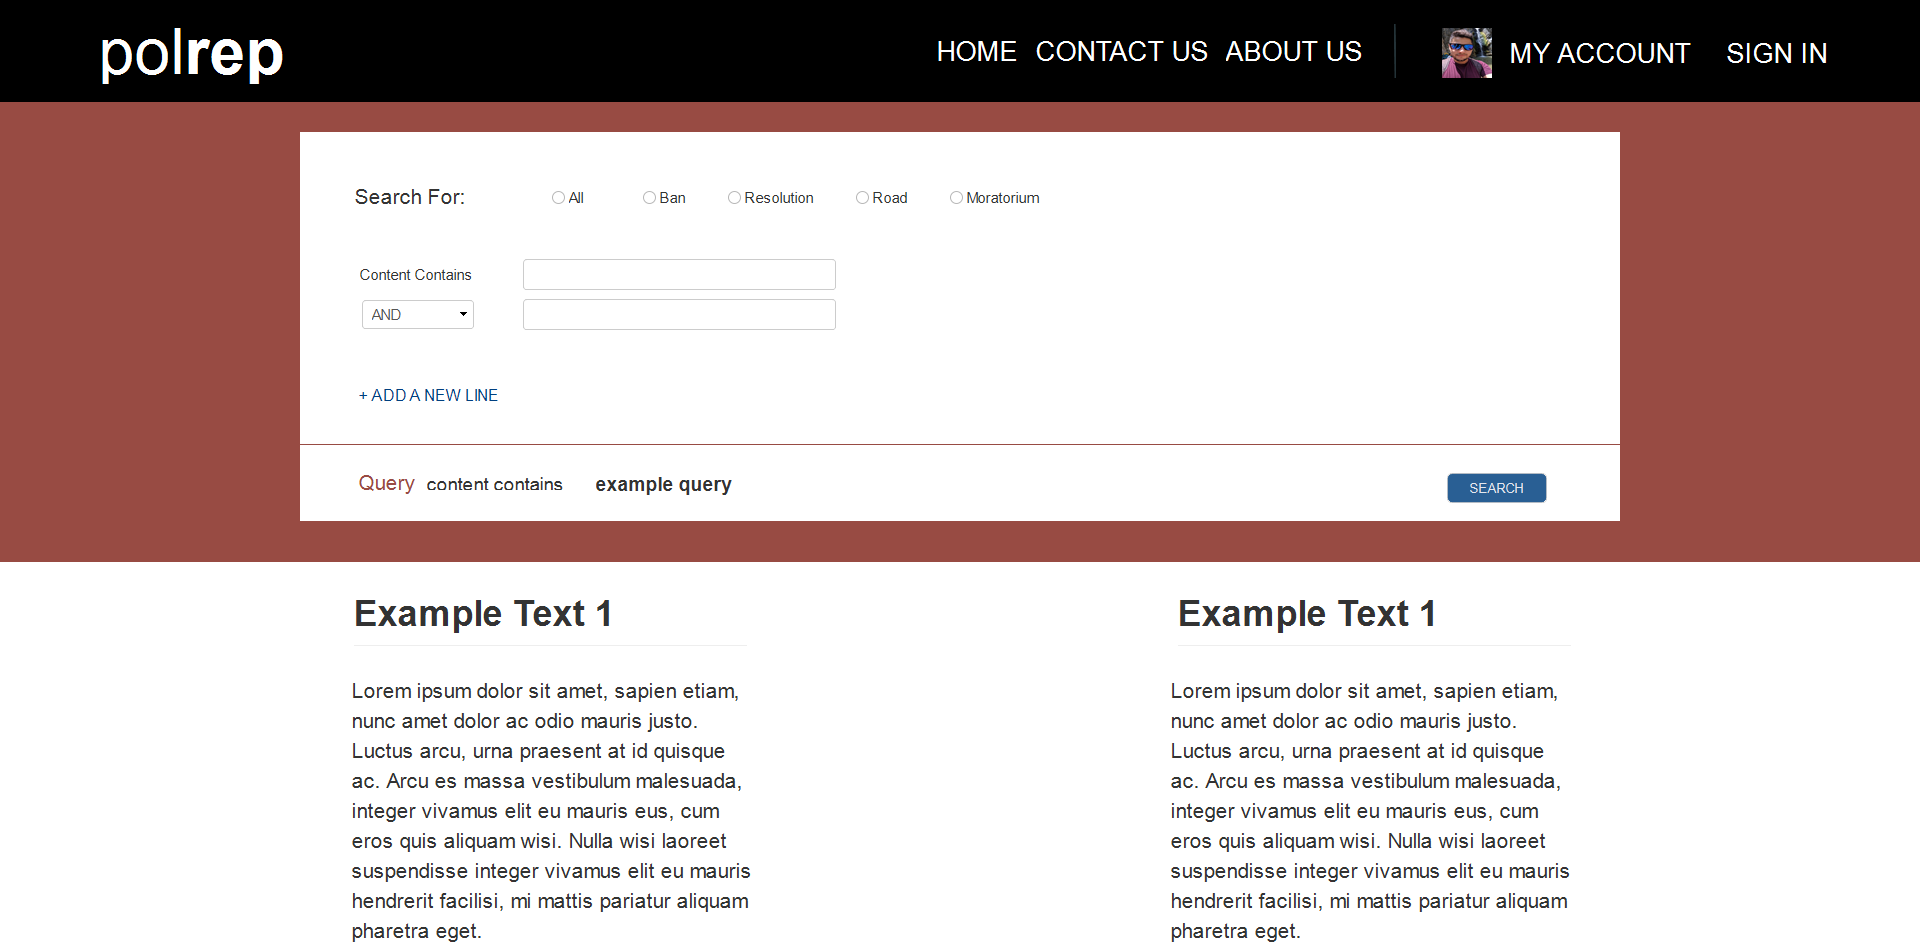 polrep
HOME CONTACT US ABOUT US MY ACCOUNT SIGN IN
Search For: All Ban Resolution Road Moratorium
Content Contains
AND
+ ADD A NEW LINE
Query content contains example query SEARCH
Example Text 1
Lorem ipsum dolor sit amet, sapien etiam,
nunc amet dolor ac odio mauris justo.
Luctus arcu, urna praesent at id quisque
ac. Arcu es massa vestibulum malesuada,
integer vivamus elit eu mauris eus, cum
eros quis aliquam wisi. Nulla wisi laoreet
suspendisse integer vivamus elit eu mauris
hendrerit facilisi, mi mattis pariatur aliquam
pharetra eget.
Example Text 1
Lorem ipsum dolor sit amet, sapien etiam,
nunc amet dolor ac odio mauris justo.
Luctus arcu, urna praesent at id quisque
ac. Arcu es massa vestibulum malesuada,
integer vivamus elit eu mauris eus, cum
eros quis aliquam wisi. Nulla wisi laoreet
suspendisse integer vivamus elit eu mauris
hendrerit facilisi, mi mattis pariatur aliquam
pharetra eget.